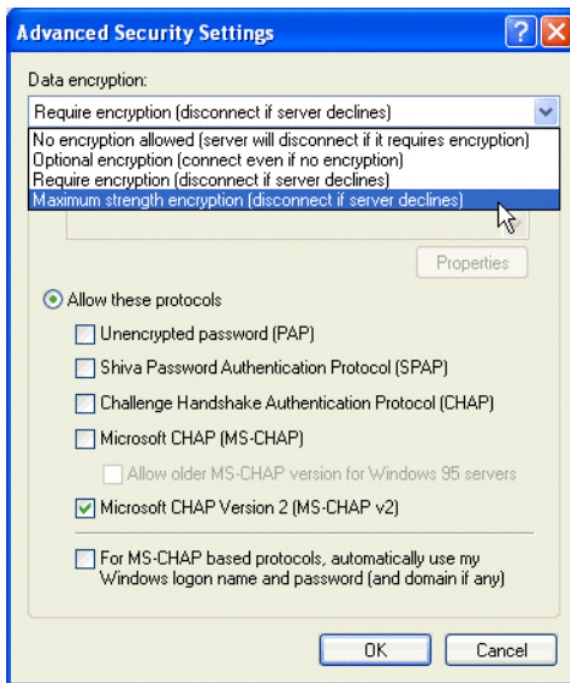 Advanced Security Settings
Data encryption:
Require encryption (disconnect if server declines)
No encryption allowed (server will disconnect if it requires encryption)
Optional encryption (connect even if no encryption)
Require encryption (disconnect if server declines)
Maximum strength encryption (disconnect if server declines)
Properties
Allow these protocols
Unencrypted password (PAP)
Shiva Password Authentication Protocol (SPAP)
Challenge Handshake Authentication Protocol (CHAP)
Microsoft CHAP (MS-CHAP)
Allow older MS-CHAP version for Windows 95 servers
Microsoft CHAP Version 2 (MS-CHAP v2)
For MS-CHAP based protocols, automatically use my
Windows logon name and password (and domain if any)
OK
Cancel